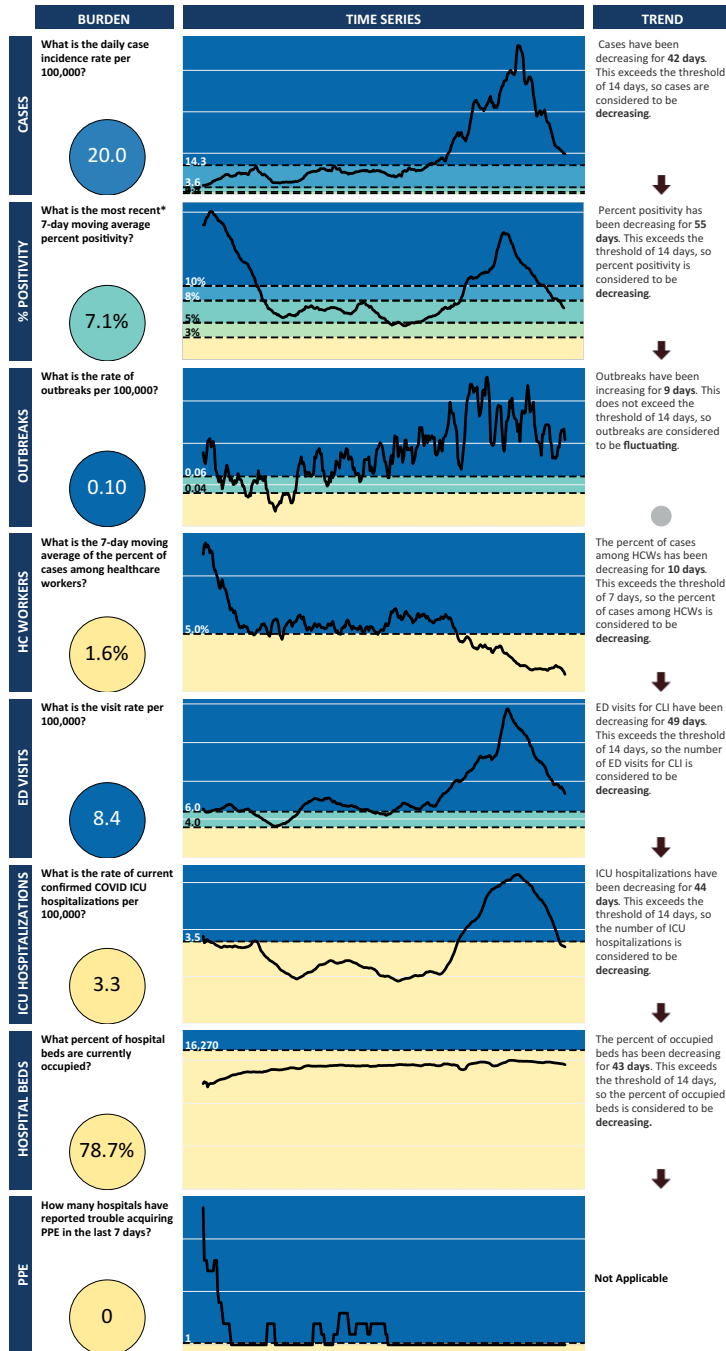 BURDEN
TIME SERIES
TREND
CASES
What is the daily case
incidence rate per
100,000?
20.0
14.3
3.6
Cases have been
decreasing for 42 days.
This exceeds the threshold
of 14 days, so cases are
considered to be
decreasing.
% POSITIVITY
What is the most recent*
7-day moving average
percent positivity?
7.1%
10%
8%
5%
3%
Percent positivity has
been decreasing for 55
days. This exceeds the
threshold of 14 days, so
percent positivity is
considered to be
decreasing.
OUTBREAKS
What is the rate of
outbreaks per 100,000?
0.10
0.06
0.04
Outbreaks have been
increasing for 9 days. This
does not exceed the
threshold of 14 days, so
outbreaks are considered
to be fluctuating.
HC WORKERS
What is the 7-day moving
average of the percent of
cases among healthcare
workers?
1.6%
5.0%
The percent of cases
among HCWs has been
decreasing for 10 days.
This exceeds the threshold
of 7 days, so the percent
of cases among HCWs is
considered to be
decreasing.
ED VISITS
What is the visit rate per
100,000?
8.4
6.0
4.0
ED visits for CLI have been
decreasing for 49 days.
This exceeds the threshold
of 14 days, so the number
of ED visits for CLI is
considered to be
decreasing.
ICU HOSPITALIZATIONS
What is the rate of current
confirmed COVID ICU
hospitalizations per
100,000?
3.3
3.5
ICU hospitalizations have
been decreasing for 44
days. This exceeds the
threshold of 14 days, so
the number of ICU
hospitalizations is
considered to be
decreasing.
HOSPITAL BEDS
What percent of hospital
beds are currently
occupied?
78.7%
16,270
The percent of occupied
beds has been decreasing
for 43 days. This exceeds
the threshold of 14 days,
so the percent of occupied
beds is considered to be
decreasing.
PPE
How many hospitals have
reported trouble acquiring
PPE in the last 7 days?
0
1
Not Applicable